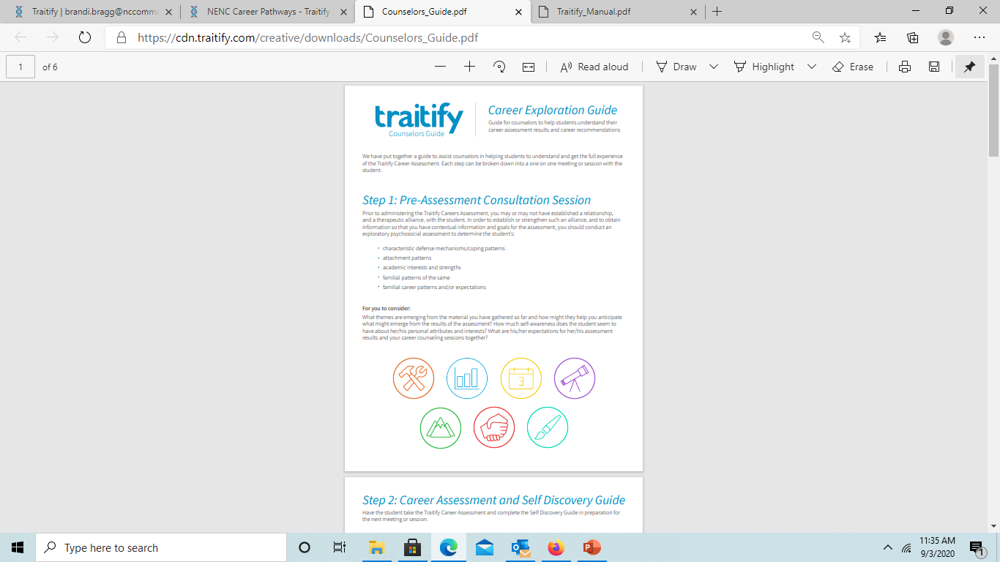 Traitify | brandi.bragg@nccomm
NENC Career Pathways - Traitify
Counselors_Guide.pdf
Traitify_Manual.pdf
https://cdn.traitify.com/creative/downloads/Counselors_Guide.pdf
1 of 6
Read aloud
Draw
Highlight
Erase
traitify
Counselors Guide
Career Exploration Guide
Guide for counselors to help students understand their
career assessment results and career recommendations
We have put together a guide to assist counselors in helping students to understand and get the full experience
of the Traitify Career Assessment. Each step can be broken down into a one on one meeting or session with the
student.
Step 1: Pre-Assessment Consultation Session
Prior to administering the Traitify Careers Assessment, you may or may not have established a relationship,
and a therapeutic alliance, with the student. In order to establish or strengthen such an alliance, and to obtain
information so that you have contextual information and goals for the assessment, you should conduct an
exploratory psychosocial assessment to determine the student's:
• characteristic defense mechanisms/coping patterns
• attachment patterns
• academic interests and strengths
• familial patterns of the same
• familial career patterns and/or expectations
For you to consider:
What themes are emerging from the material you have gathered so far and how might they help you anticipate
what might emerge from the results of the assessment? How much self-awareness does the student seem to
have about her/his personal attributes and interests? What are his/her expectations for her/his assessment
results and your career counseling sessions together?
3
Step 2: Career Assessment and Self Discovery Guide
Have the student take the Traitify Career Assessment and complete the Self Discovery Guide in preparation for
the next meeting or session.
Type here to search
11:35 AM
9/3/2020
1